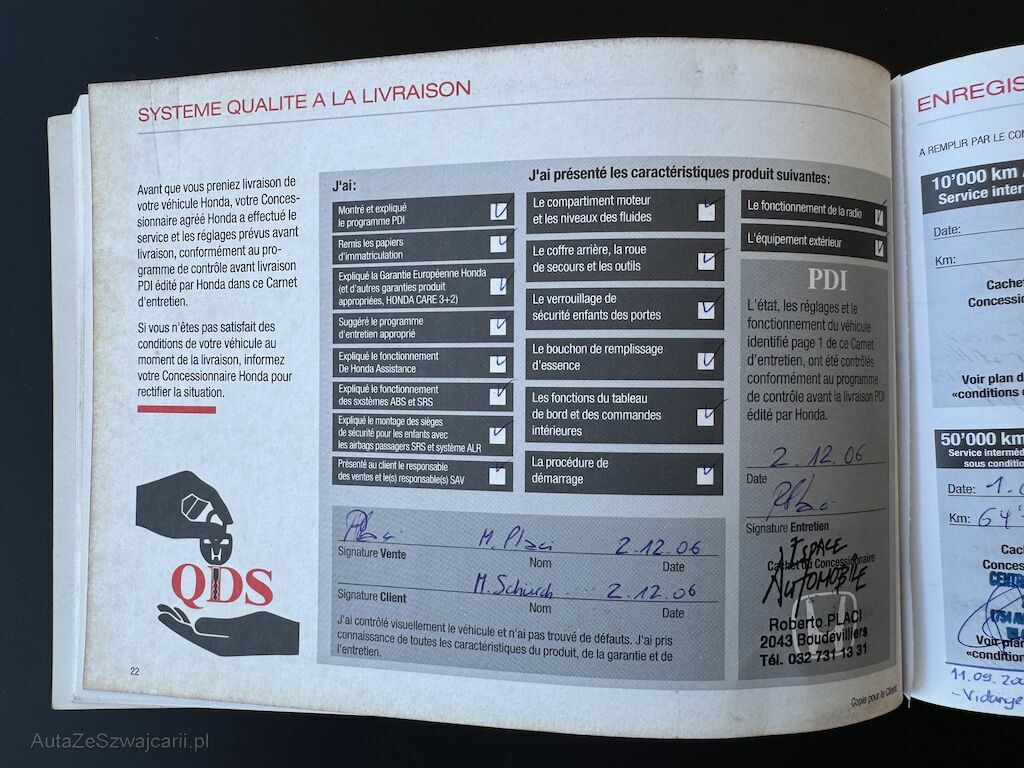 SYSTEME QUALITE A LA LIVRAISON
Avant que vous preniez livraison de
votre véhicule Honda, votre Conces-
sionnaire agréé Honda a effectué le
service et les réglages prévus avant
livraison, conformément au pro-
gramme de contrôle avant livraison
PDI édité par Honda dans ce Carnet
d'entretien.
Si vous n'êtes pas satisfait des
conditions de votre véhicule au
moment de la livraison, informez
votre Concessionnaire Honda pour
rectifier la situation.
QDS
22
J'ai:
Montré et expliqué
le programme PDI
Remis les papiers
d'immatriculation
Expliqué la Garantie Européenne Honda
(et d'autres garanties produit
appropriées, HONDA CARE 3+2)
Suggéré le programme
d'entretien approprié
Expliqué le fonctionnement
De Honda Assistance
Expliqué le fonctionnement
des sxstèmes ABS et SRS
Expliqué le montage des sièges
de sécurité pour les enfants avec
les airbags passagers SRS et système ALR
Présenté au client le responsable
des ventes et le(s) responsable(s) SAV
J'ai présenté les caractéristiques produit suivantes:
Le compartiment moteur
et les niveaux des fluides
Le coffre arrière, la roue
de secours et les outils
Le verrouillage de
sécurité enfants des portes
Le bouchon de remplissage
d'essence
Les fonctions du tableau
de bord et des commandes
intérieures
La procédure de
démarrage
Le fonctionnement de la radio
L'équipement extérieur
PDI
L'état, les réglages et le
fonctionnement du véhicule
identifié page 1 de ce Carnet
d'entretien, ont été contrôlés
conformément au programme
de contrôle avant la livraison PDI
édité par Honda.
2.12.06
Date
Signature Entretien
Cachet du Concessionnaire
ESPACE
AUTOMOBILE
Roberto PLACI
2043 Boudevilliers
Tél. 032 731 13 31
M. Placi 2.12.06
Signature Vente Nom Date
M. Schürch 2.12.06
Signature Client Nom Date
J'ai contrôlé visuellement le véhicule et n'ai pas trouvé de défauts. J'ai pris
connaissance de toutes les caractéristiques du produit, de la garantie et de
l'entretien.
Copie pour le Client
ENREGIS
A REMPLIR PAR LE CON
10'000 km
Service inter
Date:
Km:
Cachet
Concessi
Voir plan d
«conditions
50'000 km
Service interméd
sous conditio
Date: 1.
Km: 64
Cac
Conces
CENTR
Voir plan
«condition
11.09.20
- Vidange
AutaZeSzwajcarii.pl